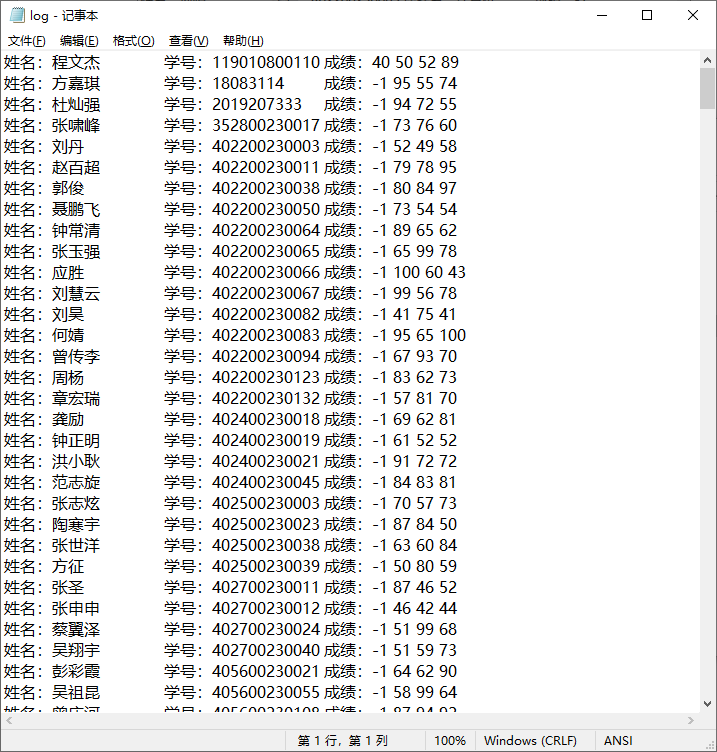 log - 记事本
文件(F) 编辑(E) 格式(O) 查看(V) 帮助(H)
姓名：程文杰 学号：119010800110 成绩：40 50 52 89
姓名：方嘉琪 学号：18083114 成绩：-1 95 55 74
姓名：杜灿强 学号：2019207333 成绩：-1 94 72 55
姓名：张啸峰 学号：352800230017 成绩：-1 73 76 60
姓名：刘丹 学号：402200230003 成绩：-1 52 49 58
姓名：赵百超 学号：402200230011 成绩：-1 79 78 95
姓名：郭俊 学号：402200230038 成绩：-1 80 84 97
姓名：聂鹏飞 学号：402200230050 成绩：-1 73 54 54
姓名：钟常清 学号：402200230064 成绩：-1 89 65 62
姓名：张玉强 学号：402200230065 成绩：-1 65 99 78
姓名：应胜 学号：402200230066 成绩：-1 100 60 43
姓名：刘慧云 学号：402200230067 成绩：-1 99 56 78
姓名：刘昊 学号：402200230082 成绩：-1 41 75 41
姓名：何婧 学号：402200230083 成绩：-1 95 65 100
姓名：曾传李 学号：402200230094 成绩：-1 67 93 70
姓名：周杨 学号：402200230123 成绩：-1 83 62 73
姓名：章宏瑞 学号：402200230132 成绩：-1 57 81 70
姓名：龚励 学号：402400230018 成绩：-1 69 62 81
姓名：钟正明 学号：402400230019 成绩：-1 61 52 52
姓名：洪小耿 学号：402400230021 成绩：-1 91 72 72
姓名：范志旋 学号：402400230045 成绩：-1 84 83 81
姓名：张志炫 学号：402500230003 成绩：-1 70 57 73
姓名：陶寒宇 学号：402500230023 成绩：-1 87 84 50
姓名：张世洋 学号：402500230038 成绩：-1 63 60 84
姓名：方征 学号：402500230039 成绩：-1 50 80 59
姓名：张圣 学号：402700230011 成绩：-1 87 46 52
姓名：张申申 学号：402700230012 成绩：-1 46 42 44
姓名：蔡翼泽 学号：402700230024 成绩：-1 51 99 68
姓名：吴翔宇 学号：402700230040 成绩：-1 51 59 73
姓名：彭彩霞 学号：405600230021 成绩：-1 64 62 90
姓名：吴祖昆 学号：405600230055 成绩：-1 58 99 64
第 1 行，第 1 列 100% Windows (CRLF) ANSI